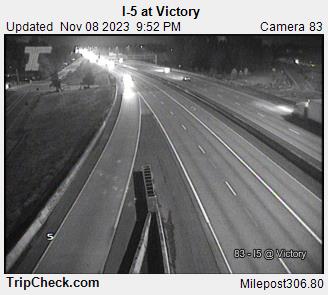 I-5 at Victory
Updated Nov 08 2023 9:52 PM Camera 83
T
S
83 - I5 @ Victory
TripCheck.com Milepost306.80